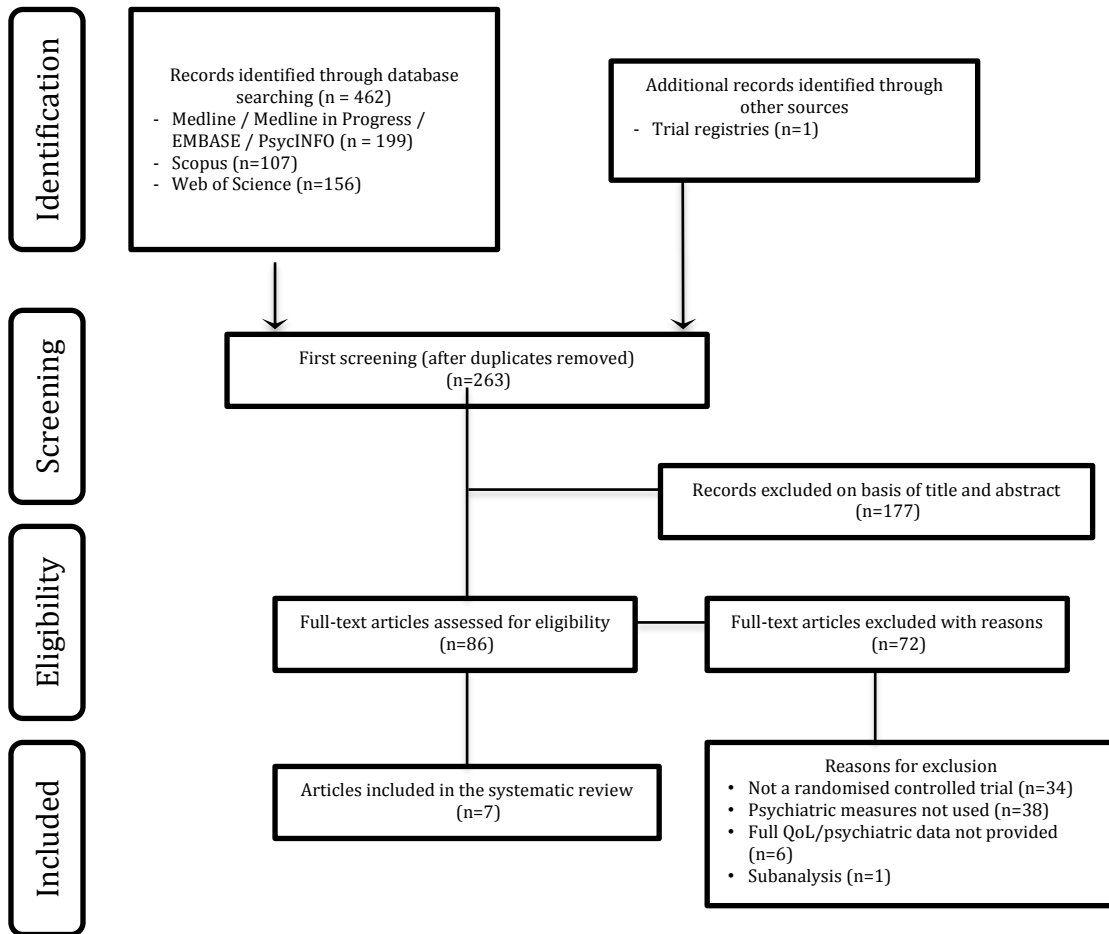 Identification
Records identified through database
searching (n = 462)
- Medline / Medline in Progress /
EMBASE / PsycINFO (n = 199)
- Scopus (n=107)
- Web of Science (n=156)
Additional records identified through
other sources
- Trial registries (n=1)
Screening
First screening (after duplicates removed)
(n=263)
Records excluded on basis of title and abstract
(n=177)
Eligibility
Full-text articles assessed for eligibility
(n=86)
Full-text articles excluded with reasons
(n=72)
Included
Articles included in the systematic review
(n=7)
Reasons for exclusion
• Not a randomised controlled trial (n=34)
• Psychiatric measures not used (n=38)
• Full QoL/psychiatric data not provided
(n=6)
• Subanalysis (n=1)